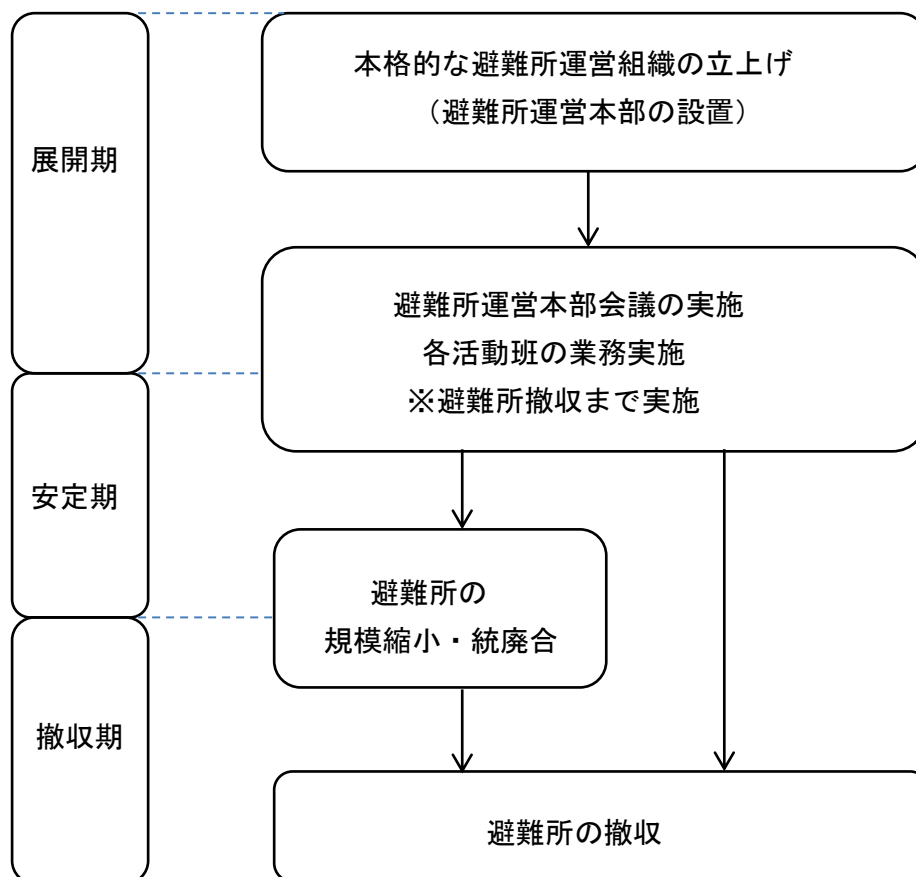 展開期
本格的な避難所運営組織の立上げ
（避難所運営本部の設置）
避難所運営本部会議の実施
各活動班の業務実施
※避難所撤収まで実施
安定期
避難所の
規模縮小・統廃合
撤収期
避難所の撤収